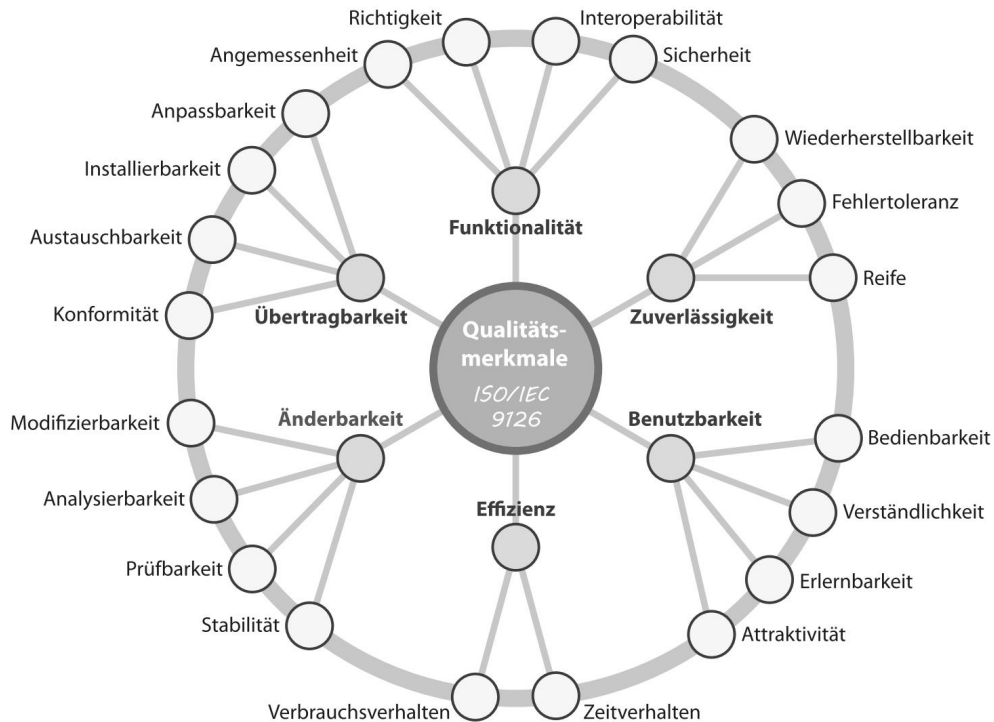 Richtigkeit
Interoperabilität
Angemessenheit
Sicherheit
Anpassbarkeit
Wiederherstellbarkeit
Installierbarkeit
Fehlertoleranz
Funktionalität
Austauschbarkeit
Reife
Konformität
Übertragbarkeit
Zuverlässigkeit
Qualitäts-
merkmale
ISO/IEC
9126
Modifizierbarkeit
Änderbarkeit
Benutzbarkeit
Bedienbarkeit
Analysierbarkeit
Effizienz
Verständlichkeit
Prüfbarkeit
Erlernbarkeit
Stabilität
Attraktivität
Verbrauchsverhalten
Zeitverhalten